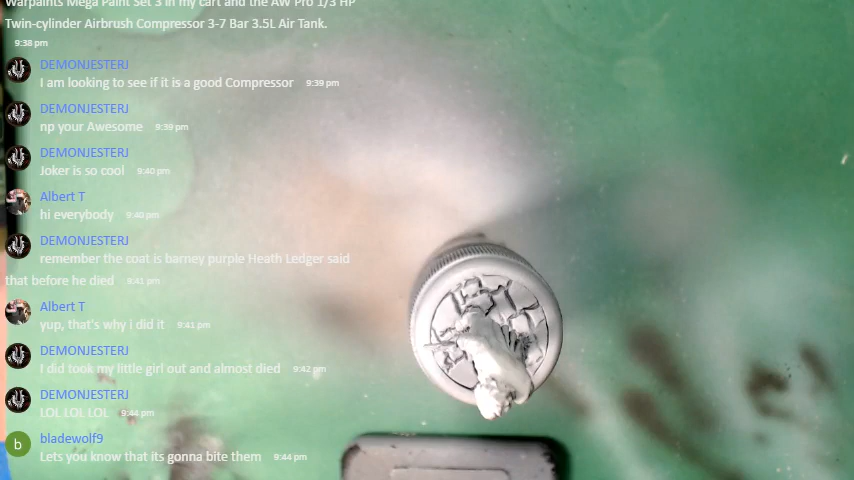 Warpaints Mega Paint Set 3 in my cart and the AW Pro 1/3 HP
Twin-cylinder Airbrush Compressor 3-7 Bar 3.5L Air Tank.
9:38 pm
DEMONJESTERJ
I am looking to see if it is a good Compressor 9:39 pm
DEMONJESTERJ
np your Awesome 9:39 pm
DEMONJESTERJ
Joker is so cool 9:40 pm
Albert T
hi everybody 9:40 pm
DEMONJESTERJ
remember the coat is barney purple Heath Ledger said
that before he died 9:41 pm
Albert T
yup, that's why i did it 9:41 pm
DEMONJESTERJ
I did took my little girl out and almost died 9:42 pm
DEMONJESTERJ
LOL LOL LOL 9:44 pm
b
bladewolf9
Lets you know that its gonna bite them 9:44 pm